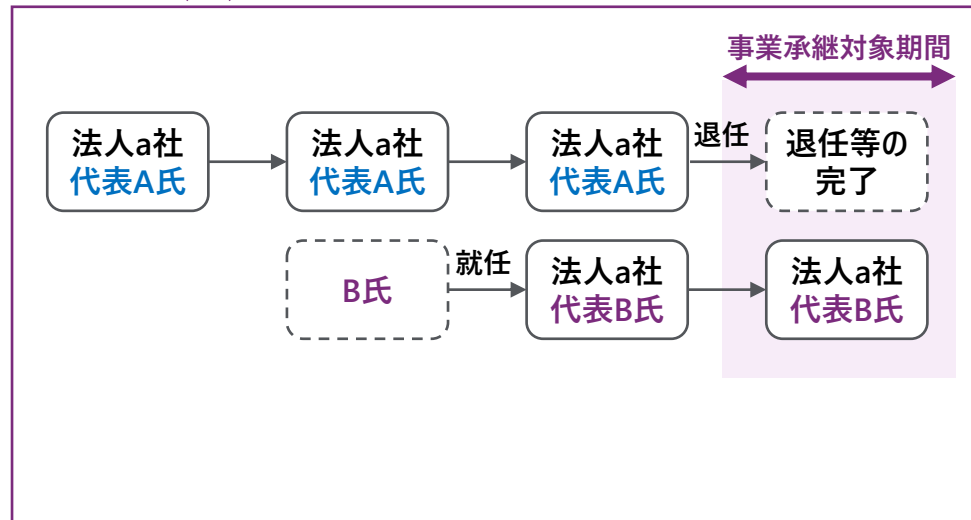 事業承継対象期間
法人a社
代表A氏
法人a社
代表A氏
法人a社
代表A氏
退任
退任等の
完了
B氏
就任
法人a社
代表B氏
法人a社
代表B氏